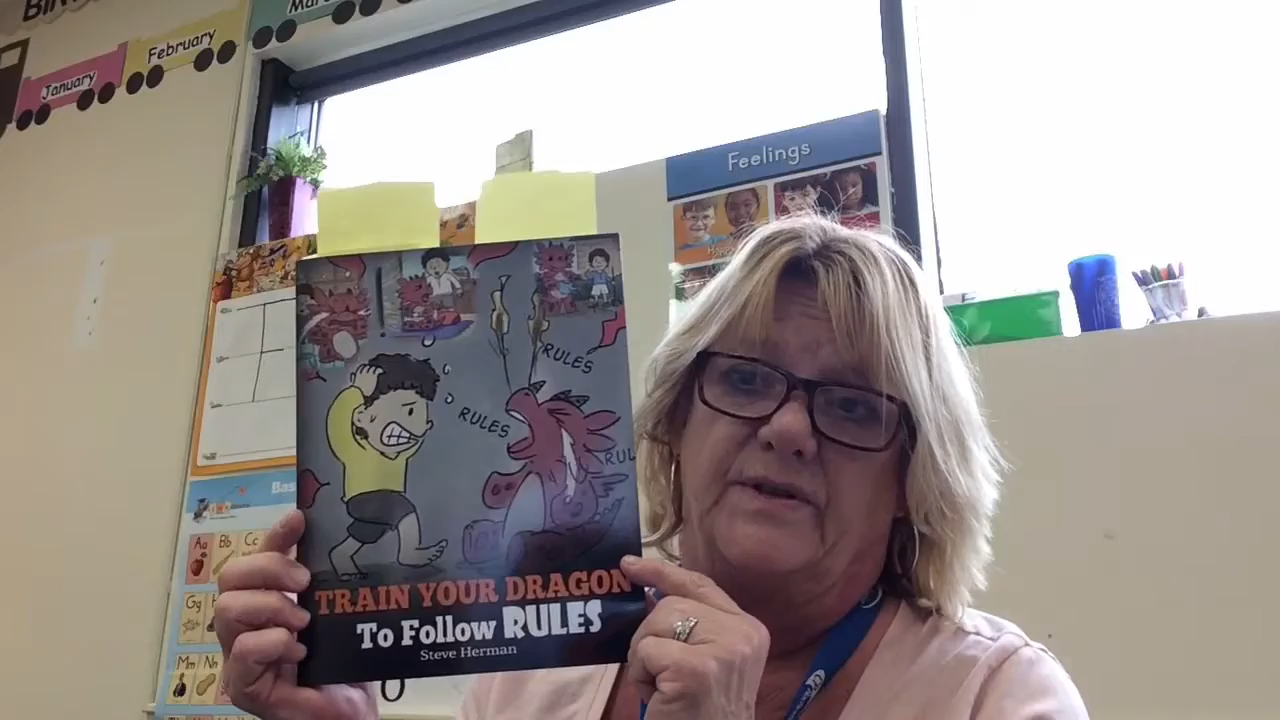 January
February
Feelings
RULES
RULES
RUL
TRAIN YOUR DRAGON
To Follow RULES
Steve Herman
Bas
Aa Bb Cc
Gg
Mm Nn